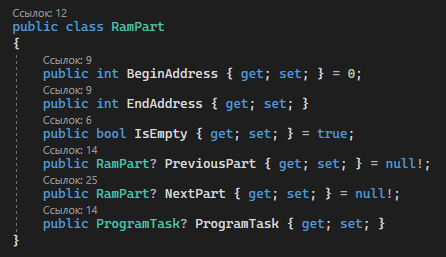 Ссылок: 12
public class RamPart
{
Ссылок: 9
public int BeginAddress { get; set; } = 0;
Ссылок: 9
public int EndAddress { get; set; }
Ссылок: 6
public bool IsEmpty { get; set; } = true;
Ссылок: 14
public RamPart? PreviousPart { get; set; } = null!;
Ссылок: 25
public RamPart? NextPart { get; set; } = null!;
Ссылок: 14
public ProgramTask? ProgramTask { get; set; }
}